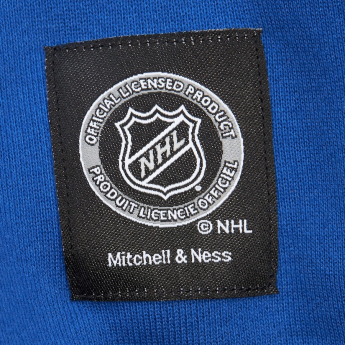 OFFICIAL LICENSED PRODUCT
NHL
PRODUIT LICENCIÉ OFFICIEL
© NHL
Mitchell & Ness